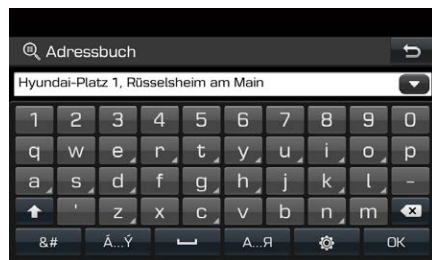 Adressbuch
Hyundai-Platz 1, Rüsselsheim am Main
1 2 3 4 5 6 7 8 9 0
q w e r t y u i o p
a s d f g h j k l -
' z x c v b n m
&# Á...Ý A...Я OK